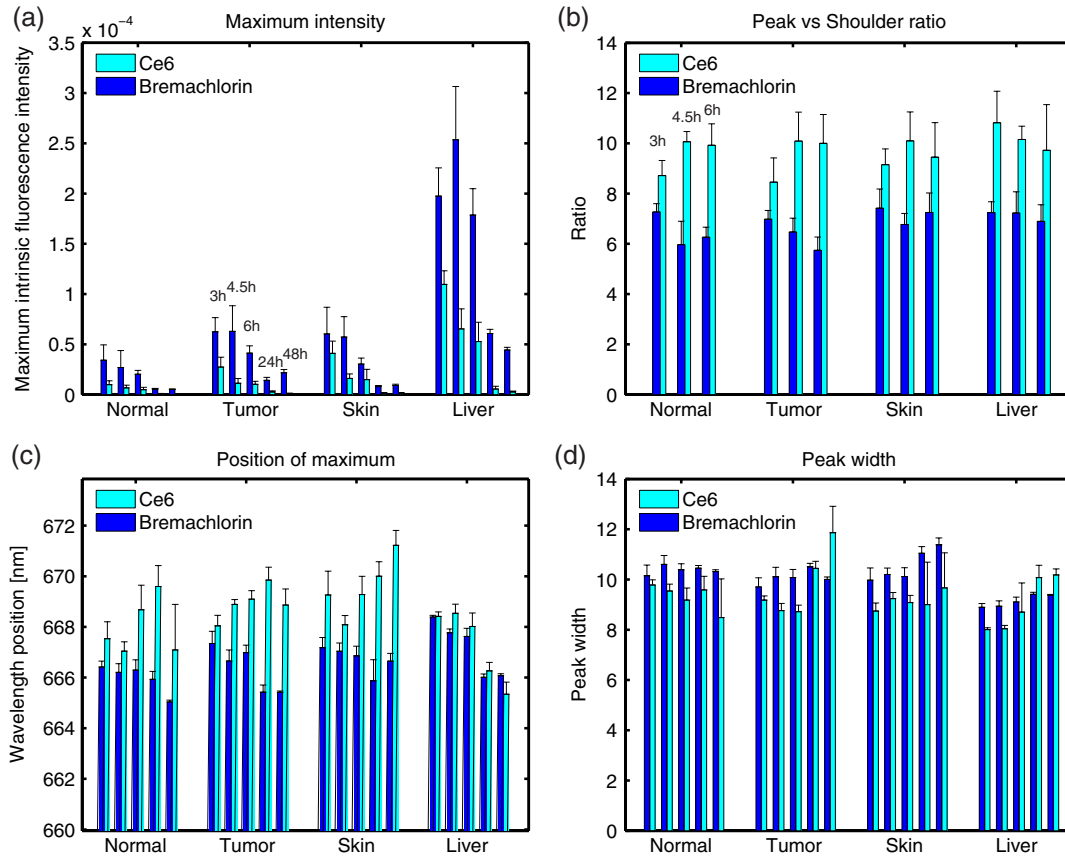 (a)
Maximum intensity
x 10⁻⁴
3.5
3
2.5
2
1.5
1
0.5
0
Maximum intrinsic fluorescence intensity
Ce6
Bremachlorin
3h
4.5h
6h
24h
48h
Normal Tumor Skin Liver
(b)
Peak vs Shoulder ratio
14
12
10
8
6
4
2
0
Ratio
Ce6
Bremachlorin
3h
4.5h
6h
Normal Tumor Skin Liver
(c)
Position of maximum
672
670
668
666
664
662
660
Wavelength position [nm]
Ce6
Bremachlorin
Normal Tumor Skin Liver
(d)
Peak width
14
12
10
8
6
4
2
0
Peak width
Ce6
Bremachlorin
Normal Tumor Skin Liver